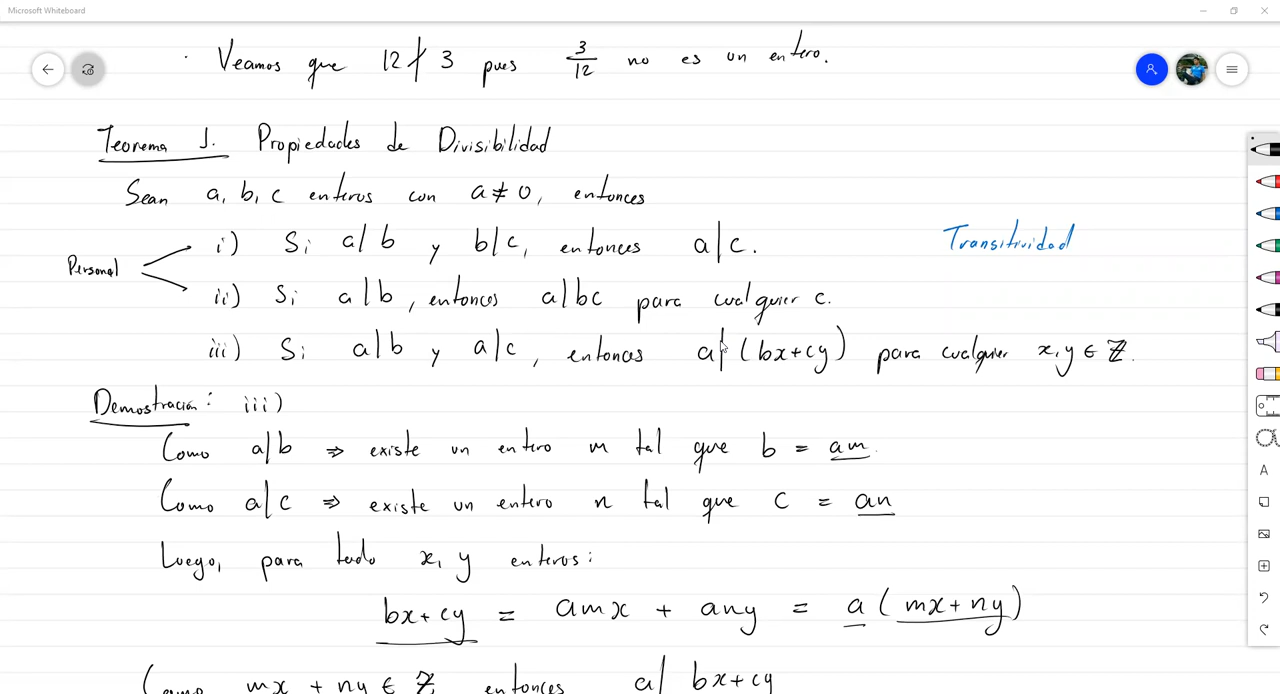 Microsoft Whiteboard
· Veamos que 12 ∤ 3 pues 3/12 no es un entero.
Teorema 1. Propiedades de Divisibilidad
Sean a, b, c enteros con a ≠ 0, entonces
i) Si a|b y b|c, entonces a|c. Transitividad
Personal
ii) Si a|b, entonces a|bc para cualquier c.
iii) Si a|b y a|c, entonces a|(bx+cy) para cualquier x,y ∈ ℤ.
Demostración: iii)
Como a|b ⇒ existe un entero m tal que b = am.
Como a|c ⇒ existe un entero n tal que c = an
Luego, para todo x, y enteros:
bx+cy = amx + any = a(mx+ny)
Como mx + ny ∈ ℤ entonces a| bx+cy